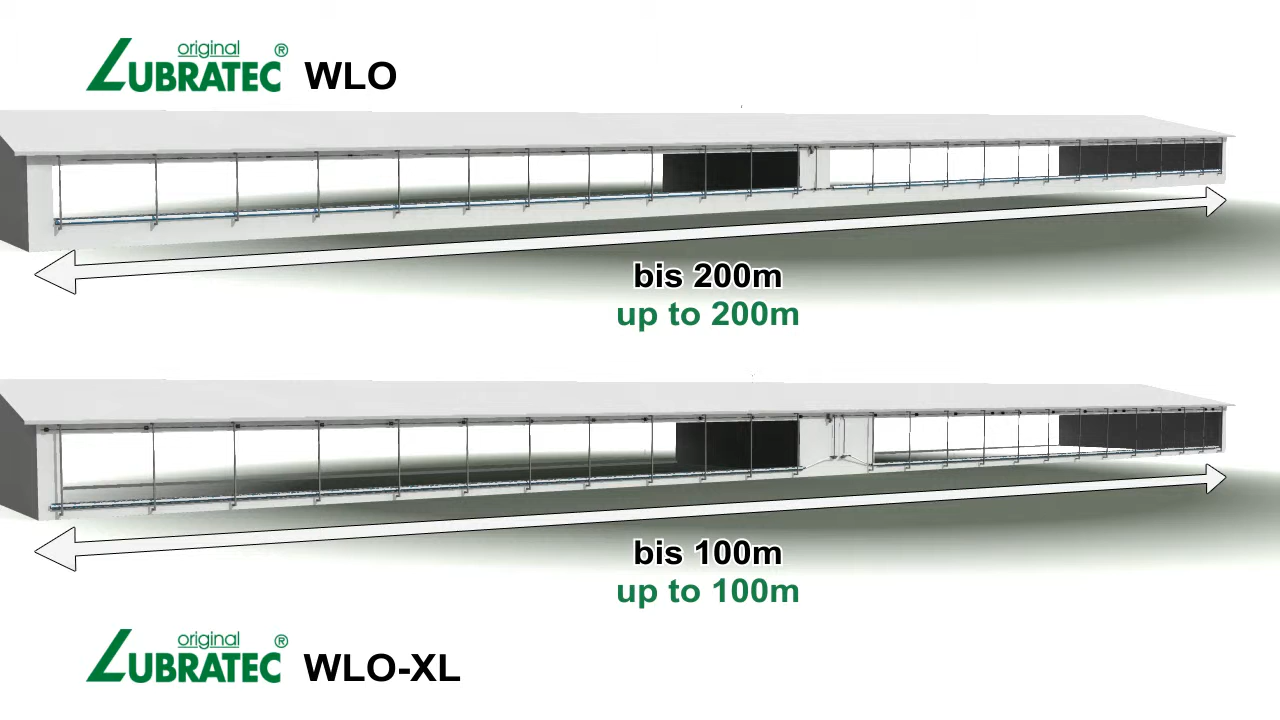 original
LUBRATEC® WLO
bis 200m
up to 200m
bis 100m
up to 100m
original
LUBRATEC® WLO-XL